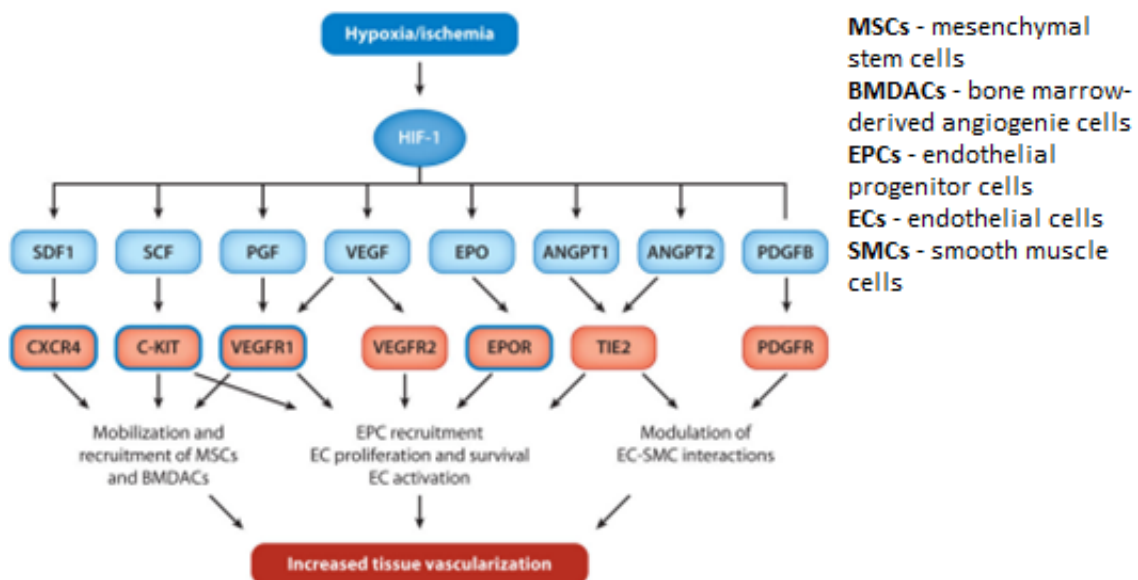 Hypoxia/ischemia
HIF-1
SDF1 SCF PGF VEGF EPO ANGPT1 ANGPT2 PDGFB
CXCR4 C-KIT VEGFR1 VEGFR2 EPOR TIE2 PDGFR
Mobilization and
recruitment of MSCs
and BMDACs
EPC recruitment
EC proliferation and survival
EC activation
Modulation of
EC-SMC interactions
Increased tissue vascularization
MSCs - mesenchymal
stem cells
BMDACs - bone marrow-
derived angiogenie cells
EPCs - endothelial
progenitor cells
ECs - endothelial cells
SMCs - smooth muscle
cells